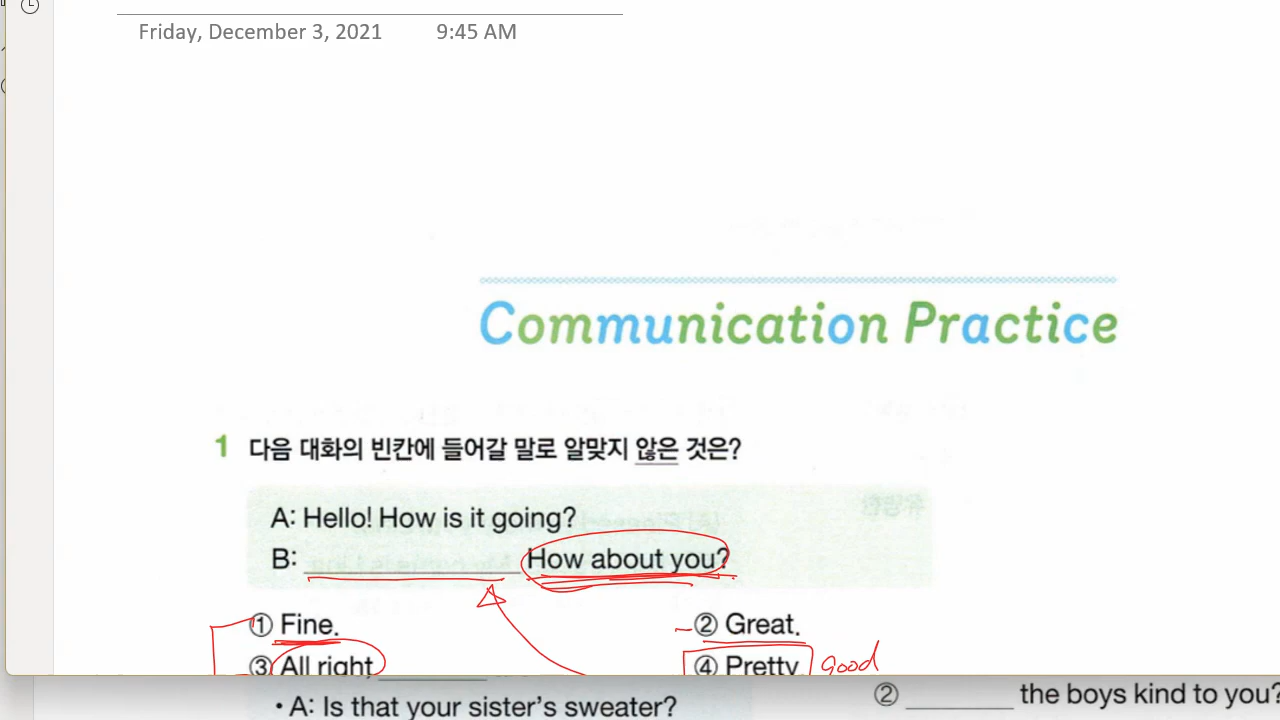 Friday, December 3, 2021 9:45 AM
Communication Practice
1 다음 대화의 빈칸에 들어갈 말로 알맞지 않은 것은?
A: Hello! How is it going?
B: ____________ How about you?
① Fine. ② Great.
③ All right, ④ Pretty. good
• A: Is that your sister's sweater?
② ________ the boys kind to you?